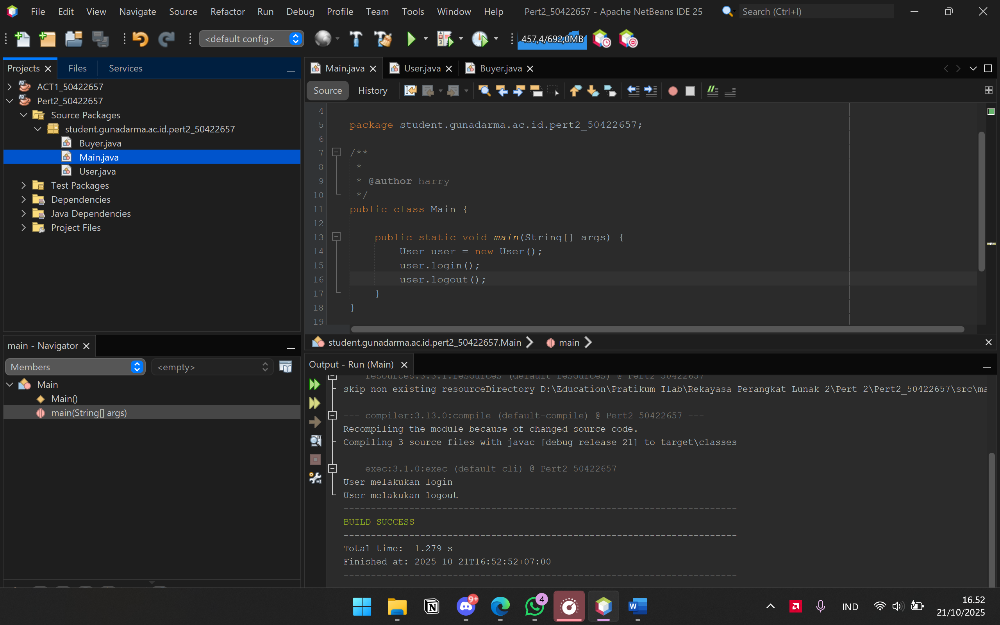 File Edit View Navigate Source Refactor Run Debug Profile Team Tools Window Help Pert2_50422657 - Apache NetBeans IDE 25 Search (Ctrl+I)
<default config> 457,4/692,0MB
Projects Files Services
ACT1_50422657
Pert2_50422657
Source Packages
student.gunadarma.ac.id.pert2_50422657
Buyer.java
Main.java
User.java
Test Packages
Dependencies
Java Dependencies
Project Files
main - Navigator
Members <empty>
Main
Main()
main(String[] args)
Main.java User.java Buyer.java
Source History
4
5 package student.gunadarma.ac.id.pert2_50422657;
6
7 /**
8 *
9 * @author harry
10 */
11 public class Main {
12
13 public static void main(String[] args) {
14 User user = new User();
15 user.login();
16 user.logout();
17 }
18 }
19
student.gunadarma.ac.id.pert2_50422657.Main main
Output - Run (Main)
--- resources:3.3.1:resources (default-resources) @ Pert2_50422657 ---
skip non existing resourceDirectory D:\Education\Pratikum Ilab\Rekayasa Perangkat Lunak 2\Pert 2\Pert2_50422657\src\ma
--- compiler:3.13.0:compile (default-compile) @ Pert2_50422657 ---
Recompiling the module because of changed source code.
Compiling 3 source files with javac [debug release 21] to target\classes
--- exec:3.1.0:exec (default-cli) @ Pert2_50422657 ---
User melakukan login
User melakukan logout
------------------------------------------------------------------------
BUILD SUCCESS
------------------------------------------------------------------------
Total time:  1.279 s
Finished at: 2025-10-21T16:52:52+07:00
------------------------------------------------------------------------
9+ 4 W IND 16.52
21/10/2025